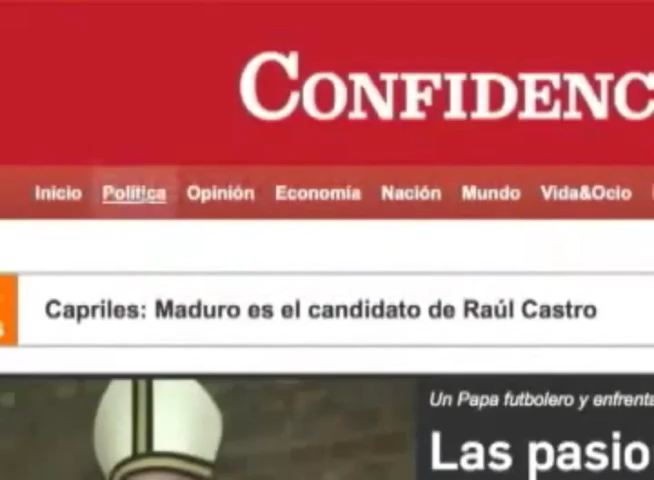 CONFIDENC
Inicio Política Opinión Economía Nación Mundo Vida&Ocio
Capriles: Maduro es el candidato de Raúl Castro
Un Papa futbolero y enfrenta
Las pasio